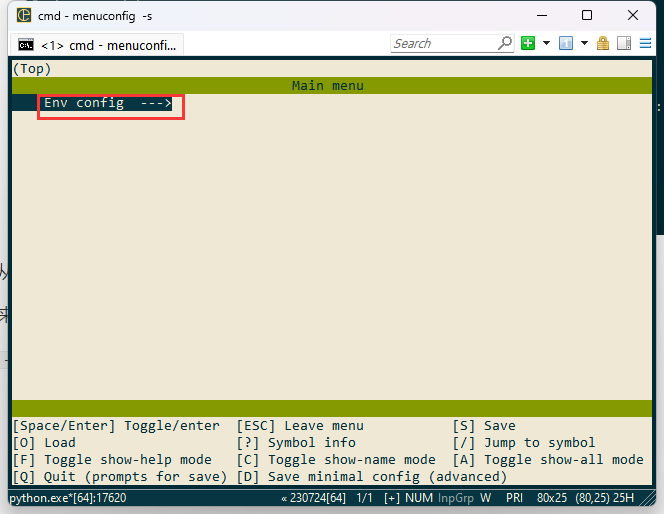 cmd - menuconfig -s
<1> cmd - menuconfi...
Search
(Top)
Main menu
Env config --->
[Space/Enter] Toggle/enter [ESC] Leave menu [S] Save
[O] Load [?] Symbol info [/] Jump to symbol
[F] Toggle show-help mode [C] Toggle show-name mode [A] Toggle show-all mode
[Q] Quit (prompts for save) [D] Save minimal config (advanced)
python.exe*[64]:17620 « 230724[64] 1/1 [+] NUM InpGrp W PRI 80x25 (80,25) 25H